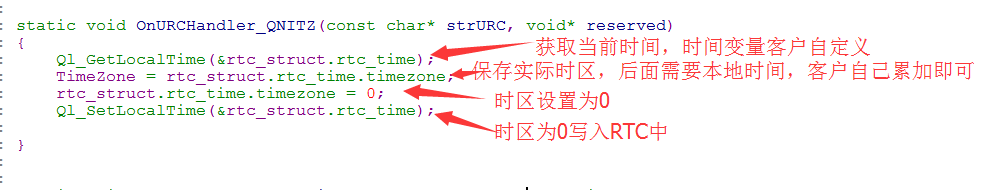 static void OnURCHandler_QNITZ(const char* strURC, void* reserved)
{
Ql_GetLocalTime(&rtc_struct.rtc_time); 获取当前时间，时间变量客户自定义
TimeZone = rtc_struct.rtc_time.timezone; 保存实际时区，后面需要本地时间，客户自己累加即可
rtc_struct.rtc_time.timezone = 0; 时区设置为0
Ql_SetLocalTime(&rtc_struct.rtc_time); 时区为0写入RTC中
}